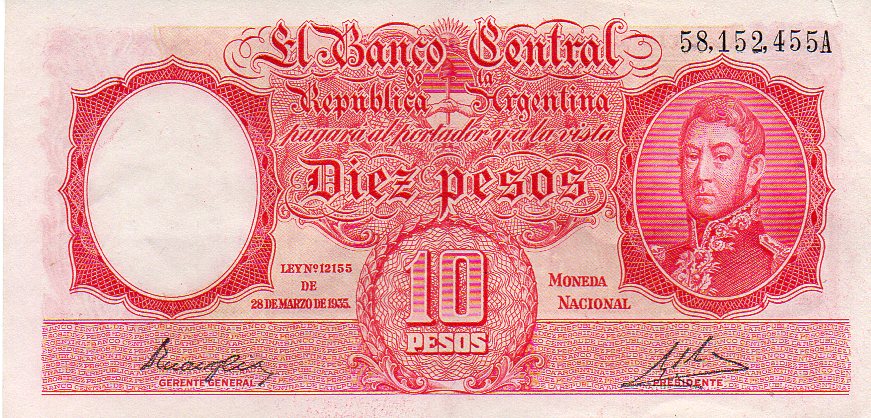 58,152,455A
El Banco Central
de la
Republica Argentina
pagará al portador y a la vista
Diez pesos
LEY Nº 12155
DE
28 DE MARZO DE 1935.
MONEDA
NACIONAL
10
PESOS
GERENTE GENERAL
PRESIDENTE